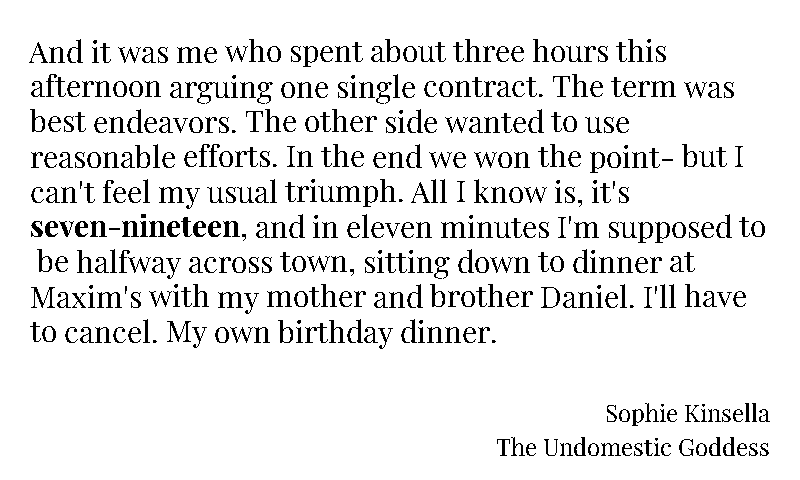 And it was me who spent about three hours this
afternoon arguing one single contract. The term was
best endeavors. The other side wanted to use
reasonable efforts. In the end we won the point- but I
can't feel my usual triumph. All I know is, it's
seven-nineteen, and in eleven minutes I'm supposed to
be halfway across town, sitting down to dinner at
Maxim's with my mother and brother Daniel. I'll have
to cancel. My own birthday dinner.
Sophie Kinsella
The Undomestic Goddess